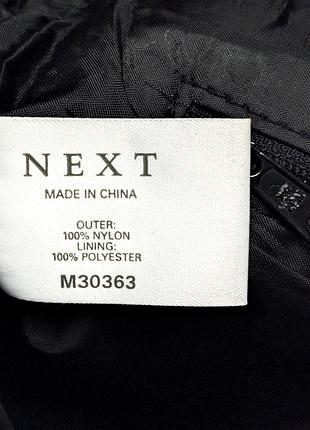 NEXT
MADE IN CHINA
OUTER:
100% NYLON
LINING:
100% POLYESTER
M30363